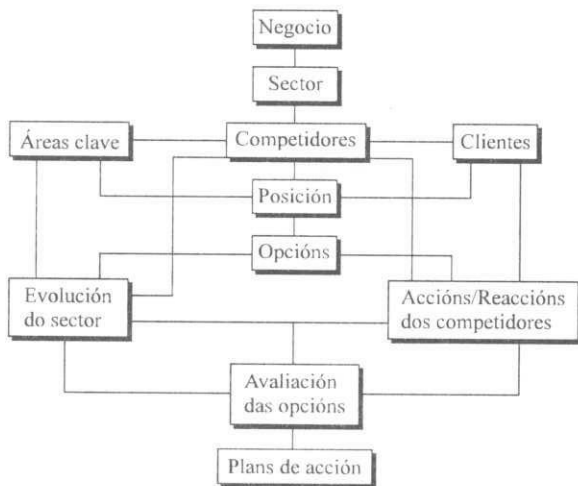 Negocio
Sector
Áreas clave
Competidores
Clientes
Posición
Opcións
Evolución
do sector
Accións/Reaccións
dos competidores
Avaliación
das opcións
Plans de acción